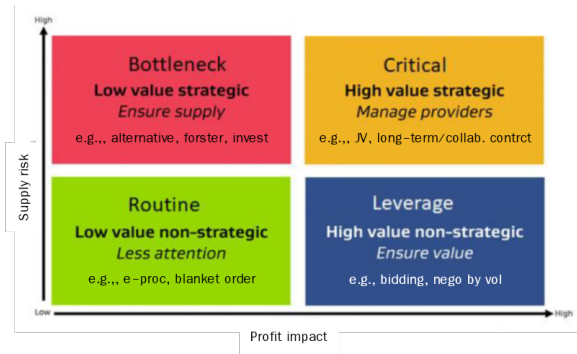 High
Bottleneck
Low value strategic
Ensure supply
e.g.,, alternative, forster, invest
Critical
High value strategic
Manage providers
e.g.,, JV, long-term/collab. contrct
Supply risk
Routine
Low value non-strategic
Less attention
e.g.,, e-proc, blanket order
Leverage
High value non-strategic
Ensure value
e.g., bidding, nego by vol
Low
High
Profit impact